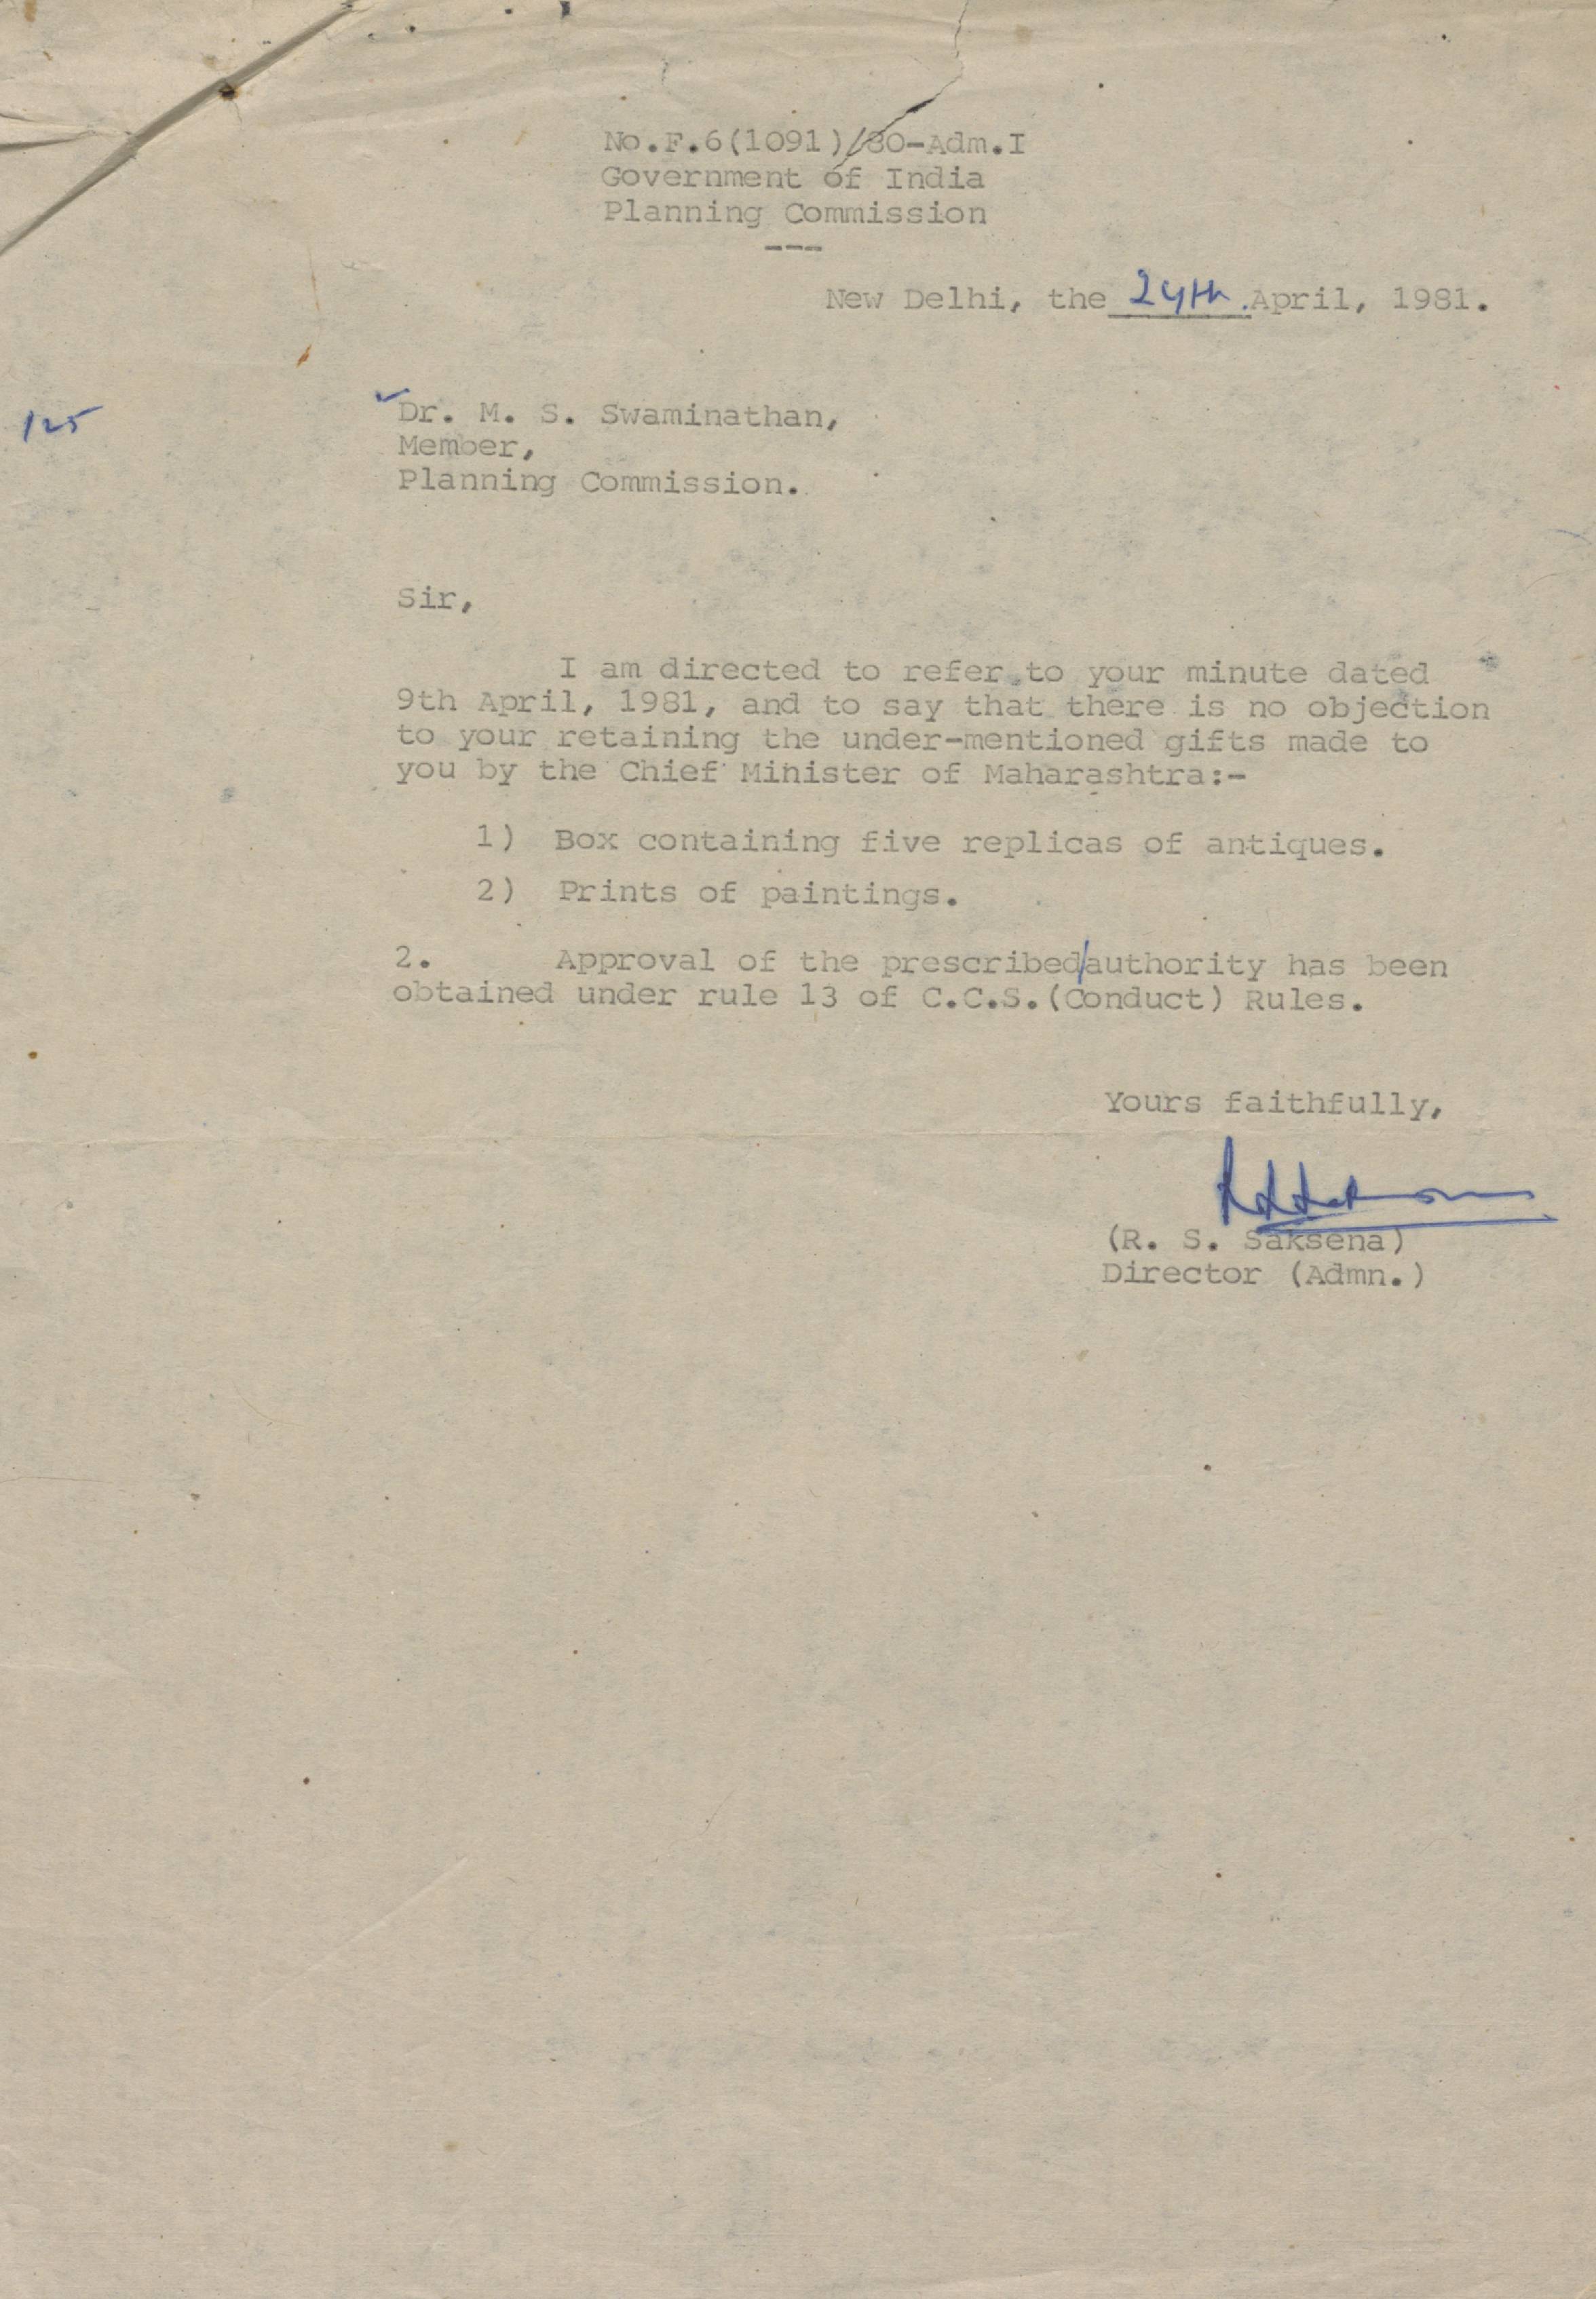 No.F.6(1091)/80-Adm.I
Government of India
Planning Commission
---
New Delhi, the 24th April, 1981.
125
Dr. M. S. Swaminathan,
Member,
Planning Commission.
Sir,
I am directed to refer to your minute dated
9th April, 1981, and to say that there is no objection
to your retaining the under-mentioned gifts made to
you by the Chief Minister of Maharashtra:-
1) Box containing five replicas of antiques.
2) Prints of paintings.
2. Approval of the prescribed/authority has been
obtained under rule 13 of C.C.S.(Conduct) Rules.
Yours faithfully,
(R. S. Saksena)
Director (Admn.)